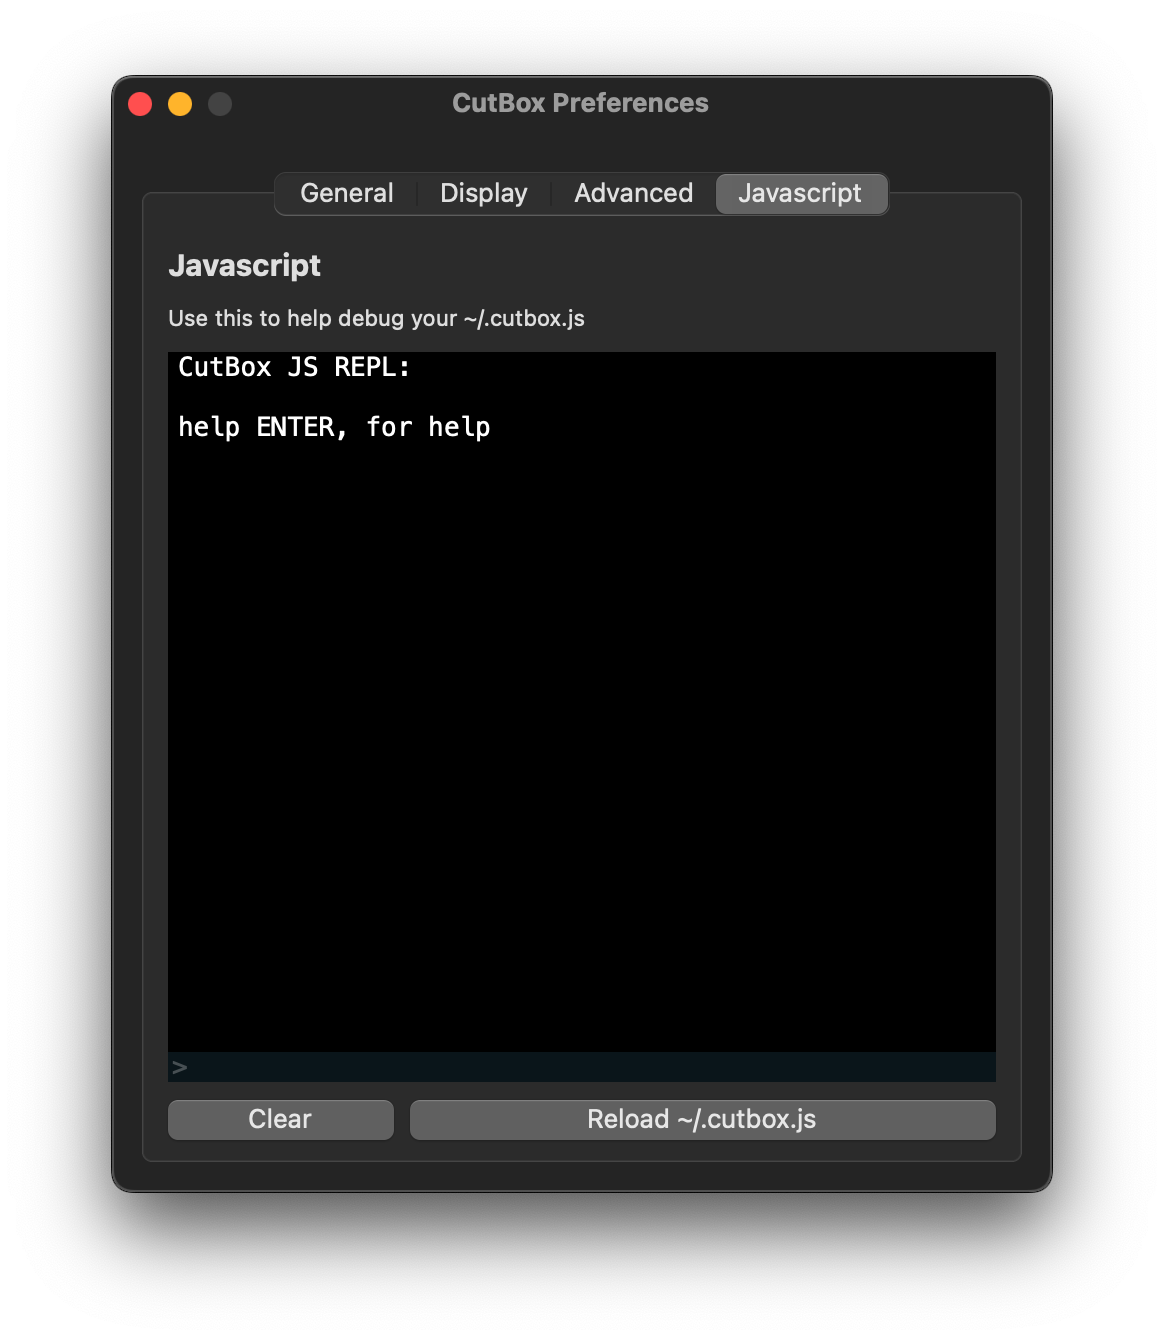 CutBox Preferences
General Display Advanced Javascript
Javascript
Use this to help debug your ~/.cutbox.js
CutBox JS REPL:
help ENTER, for help
>
Clear Reload ~/.cutbox.js